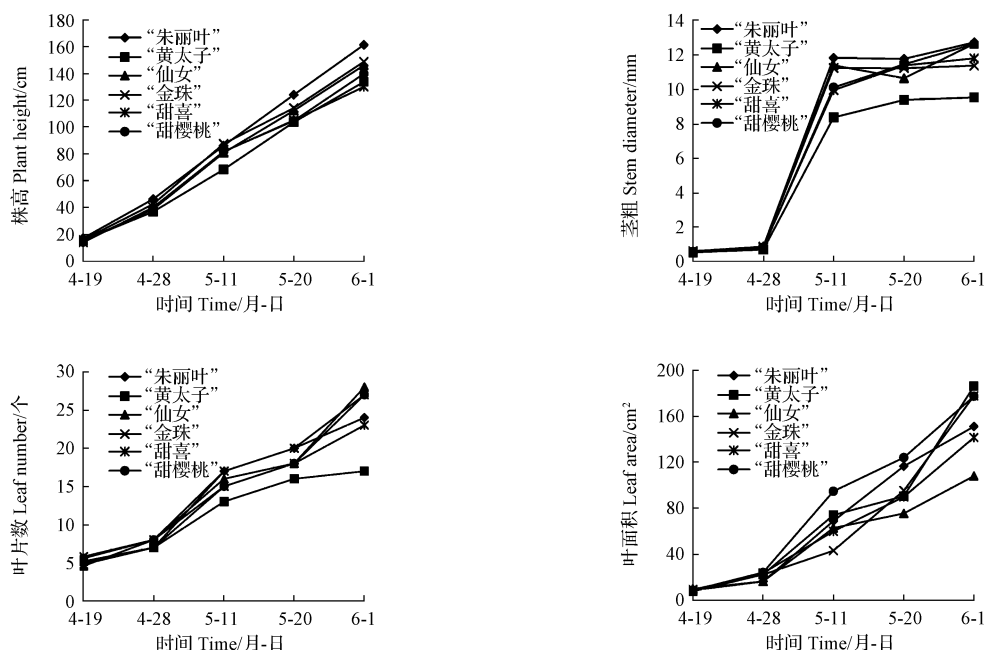 株高 Plant height/cm
180
160
140
120
100
80
60
40
20
0
“朱丽叶”
“黄太子”
“仙女”
“金珠”
“甜喜”
“甜樱桃”
4-19 4-28 5-11 5-20 6-1
时间 Time/月-日
茎粗 Stem diameter/mm
14
12
10
8
6
4
2
0
“朱丽叶”
“黄太子”
“仙女”
“金珠”
“甜喜”
“甜樱桃”
4-19 4-28 5-11 5-20 6-1
时间 Time/月-日
叶片数 Leaf number/个
30
25
20
15
10
5
0
“朱丽叶”
“黄太子”
“仙女”
“金珠”
“甜喜”
“甜樱桃”
4-19 4-28 5-11 5-20 6-1
时间 Time/月-日
叶面积 Leaf area/cm²
200
160
120
80
40
0
“朱丽叶”
“黄太子”
“仙女”
“金珠”
“甜喜”
“甜樱桃”
4-19 4-28 5-11 5-20 6-1
时间 Time/月-日